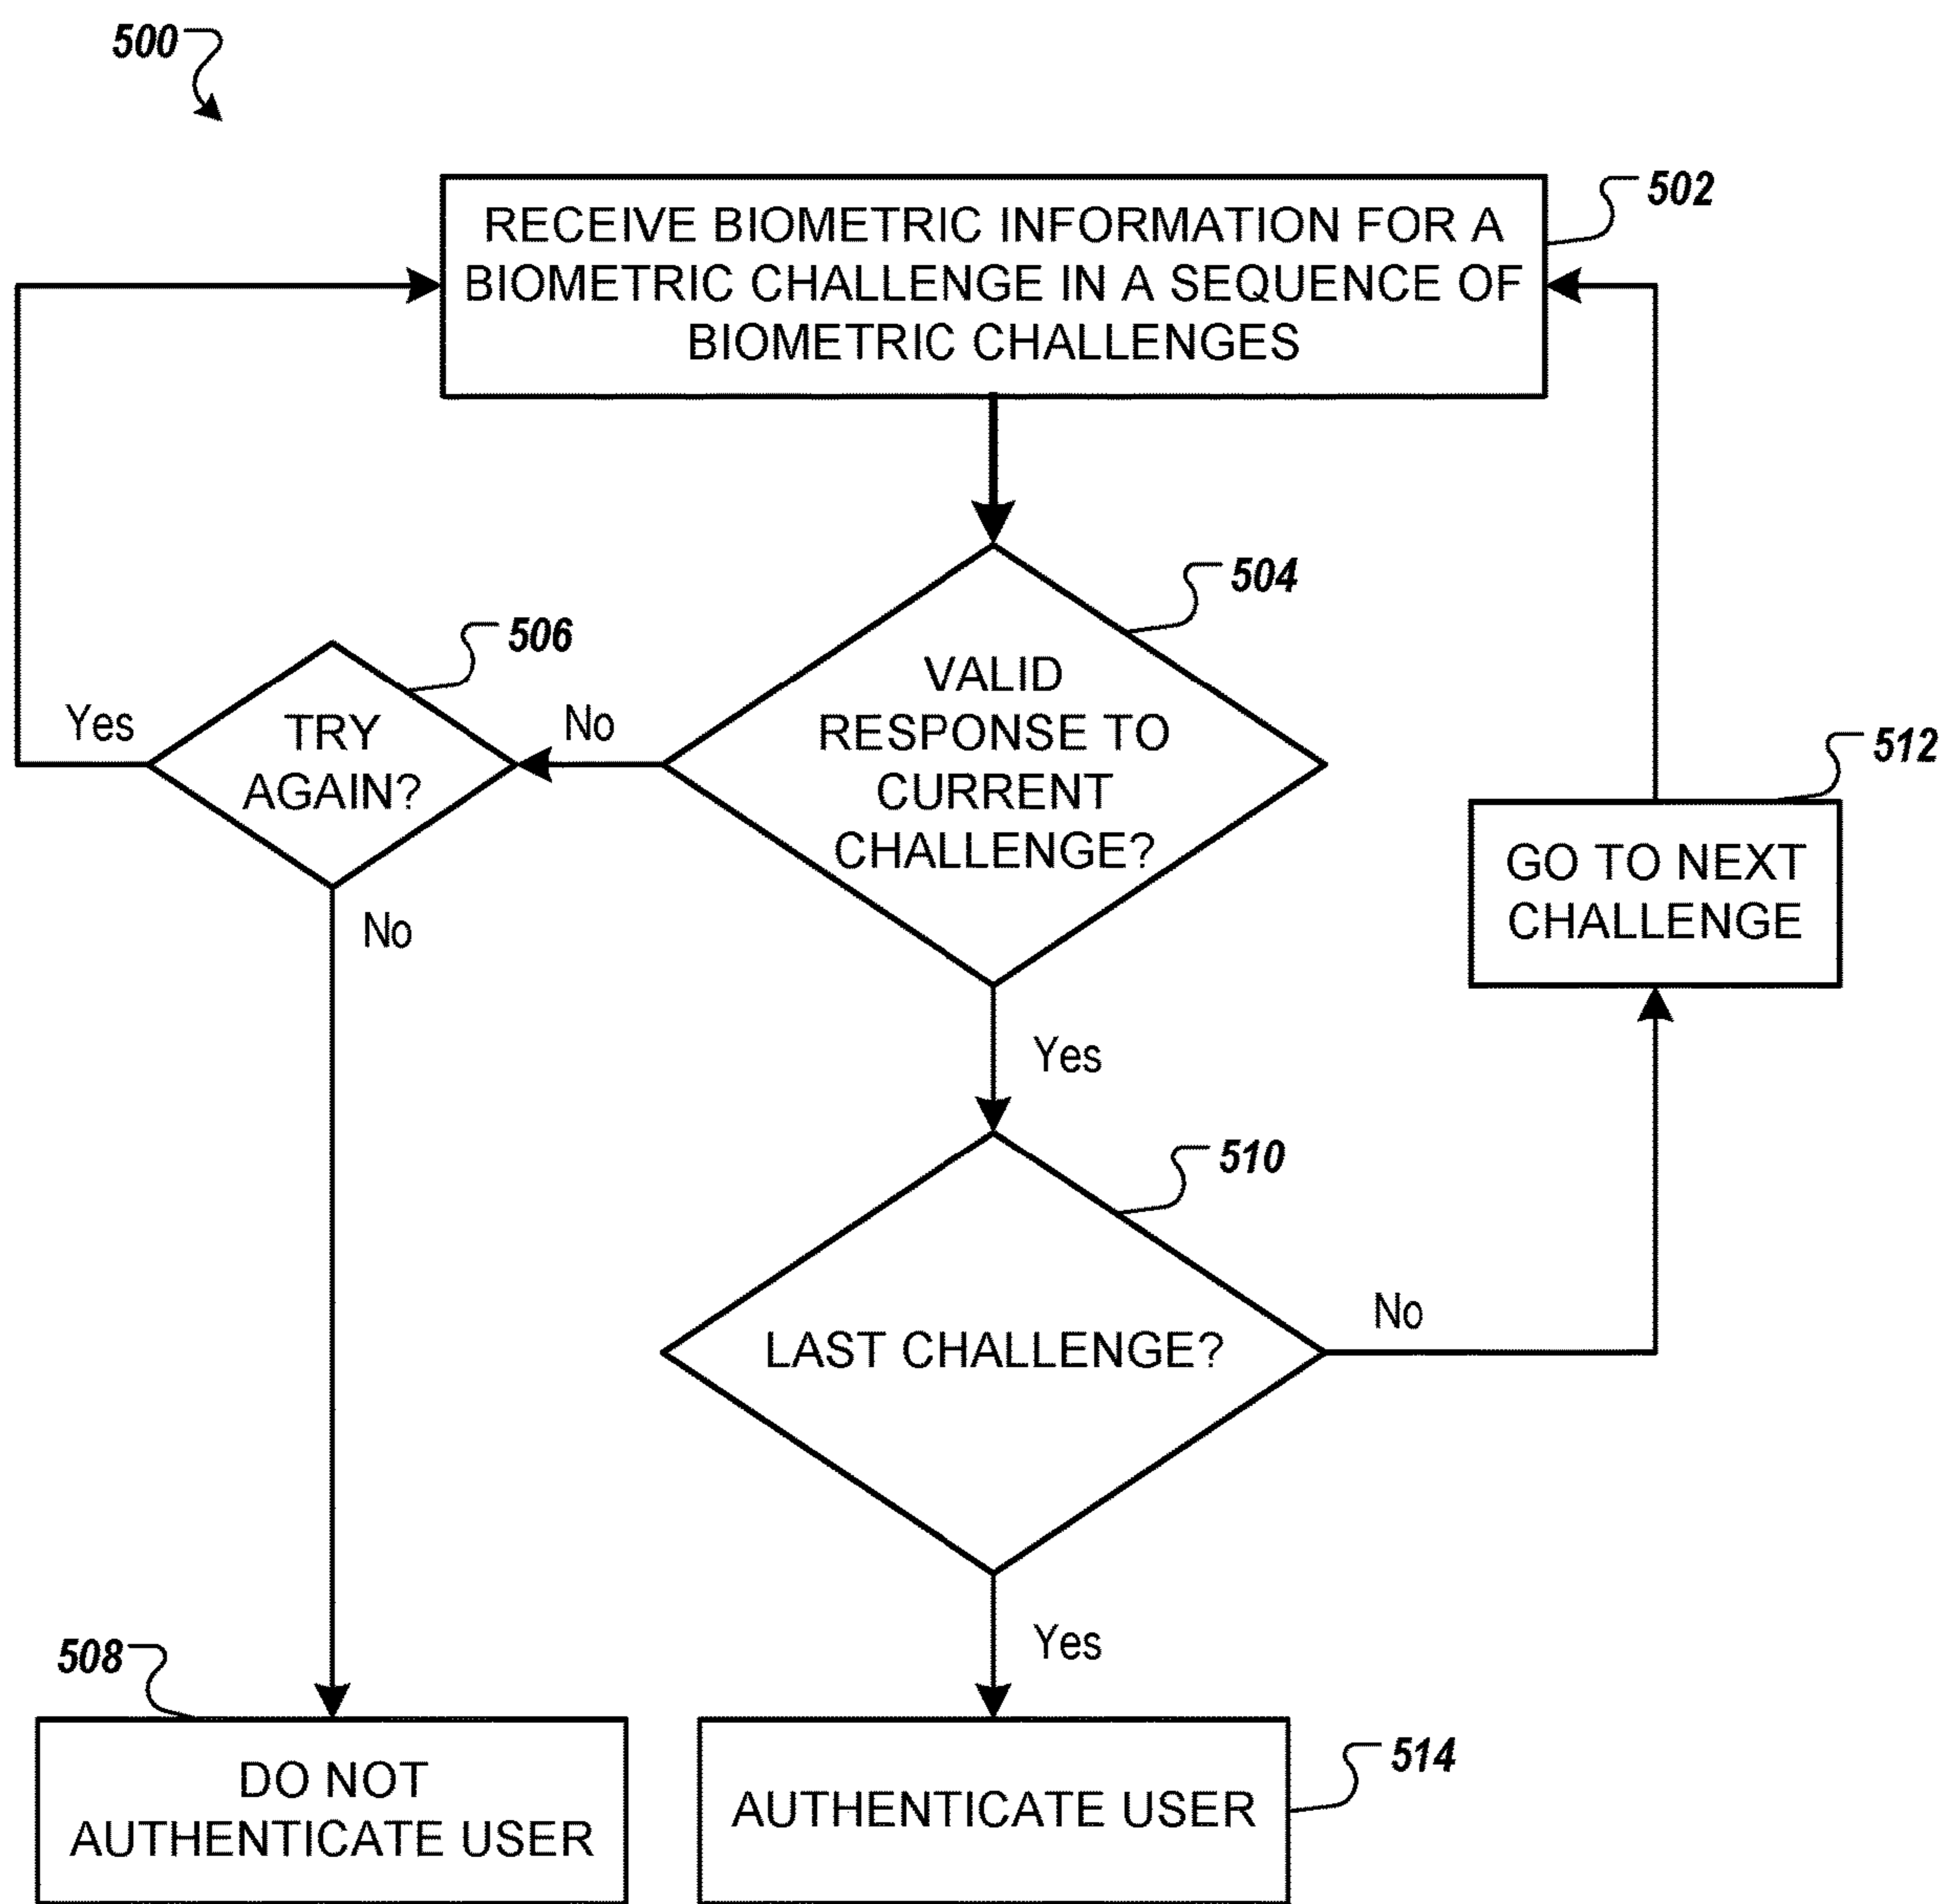 500
RECEIVE BIOMETRIC INFORMATION FOR A
BIOMETRIC CHALLENGE IN A SEQUENCE OF
BIOMETRIC CHALLENGES
502
VALID
RESPONSE TO
CURRENT
CHALLENGE?
504
No
TRY
AGAIN?
506
Yes
No
DO NOT
AUTHENTICATE USER
508
Yes
LAST CHALLENGE?
510
No
GO TO NEXT
CHALLENGE
512
Yes
AUTHENTICATE USER
514